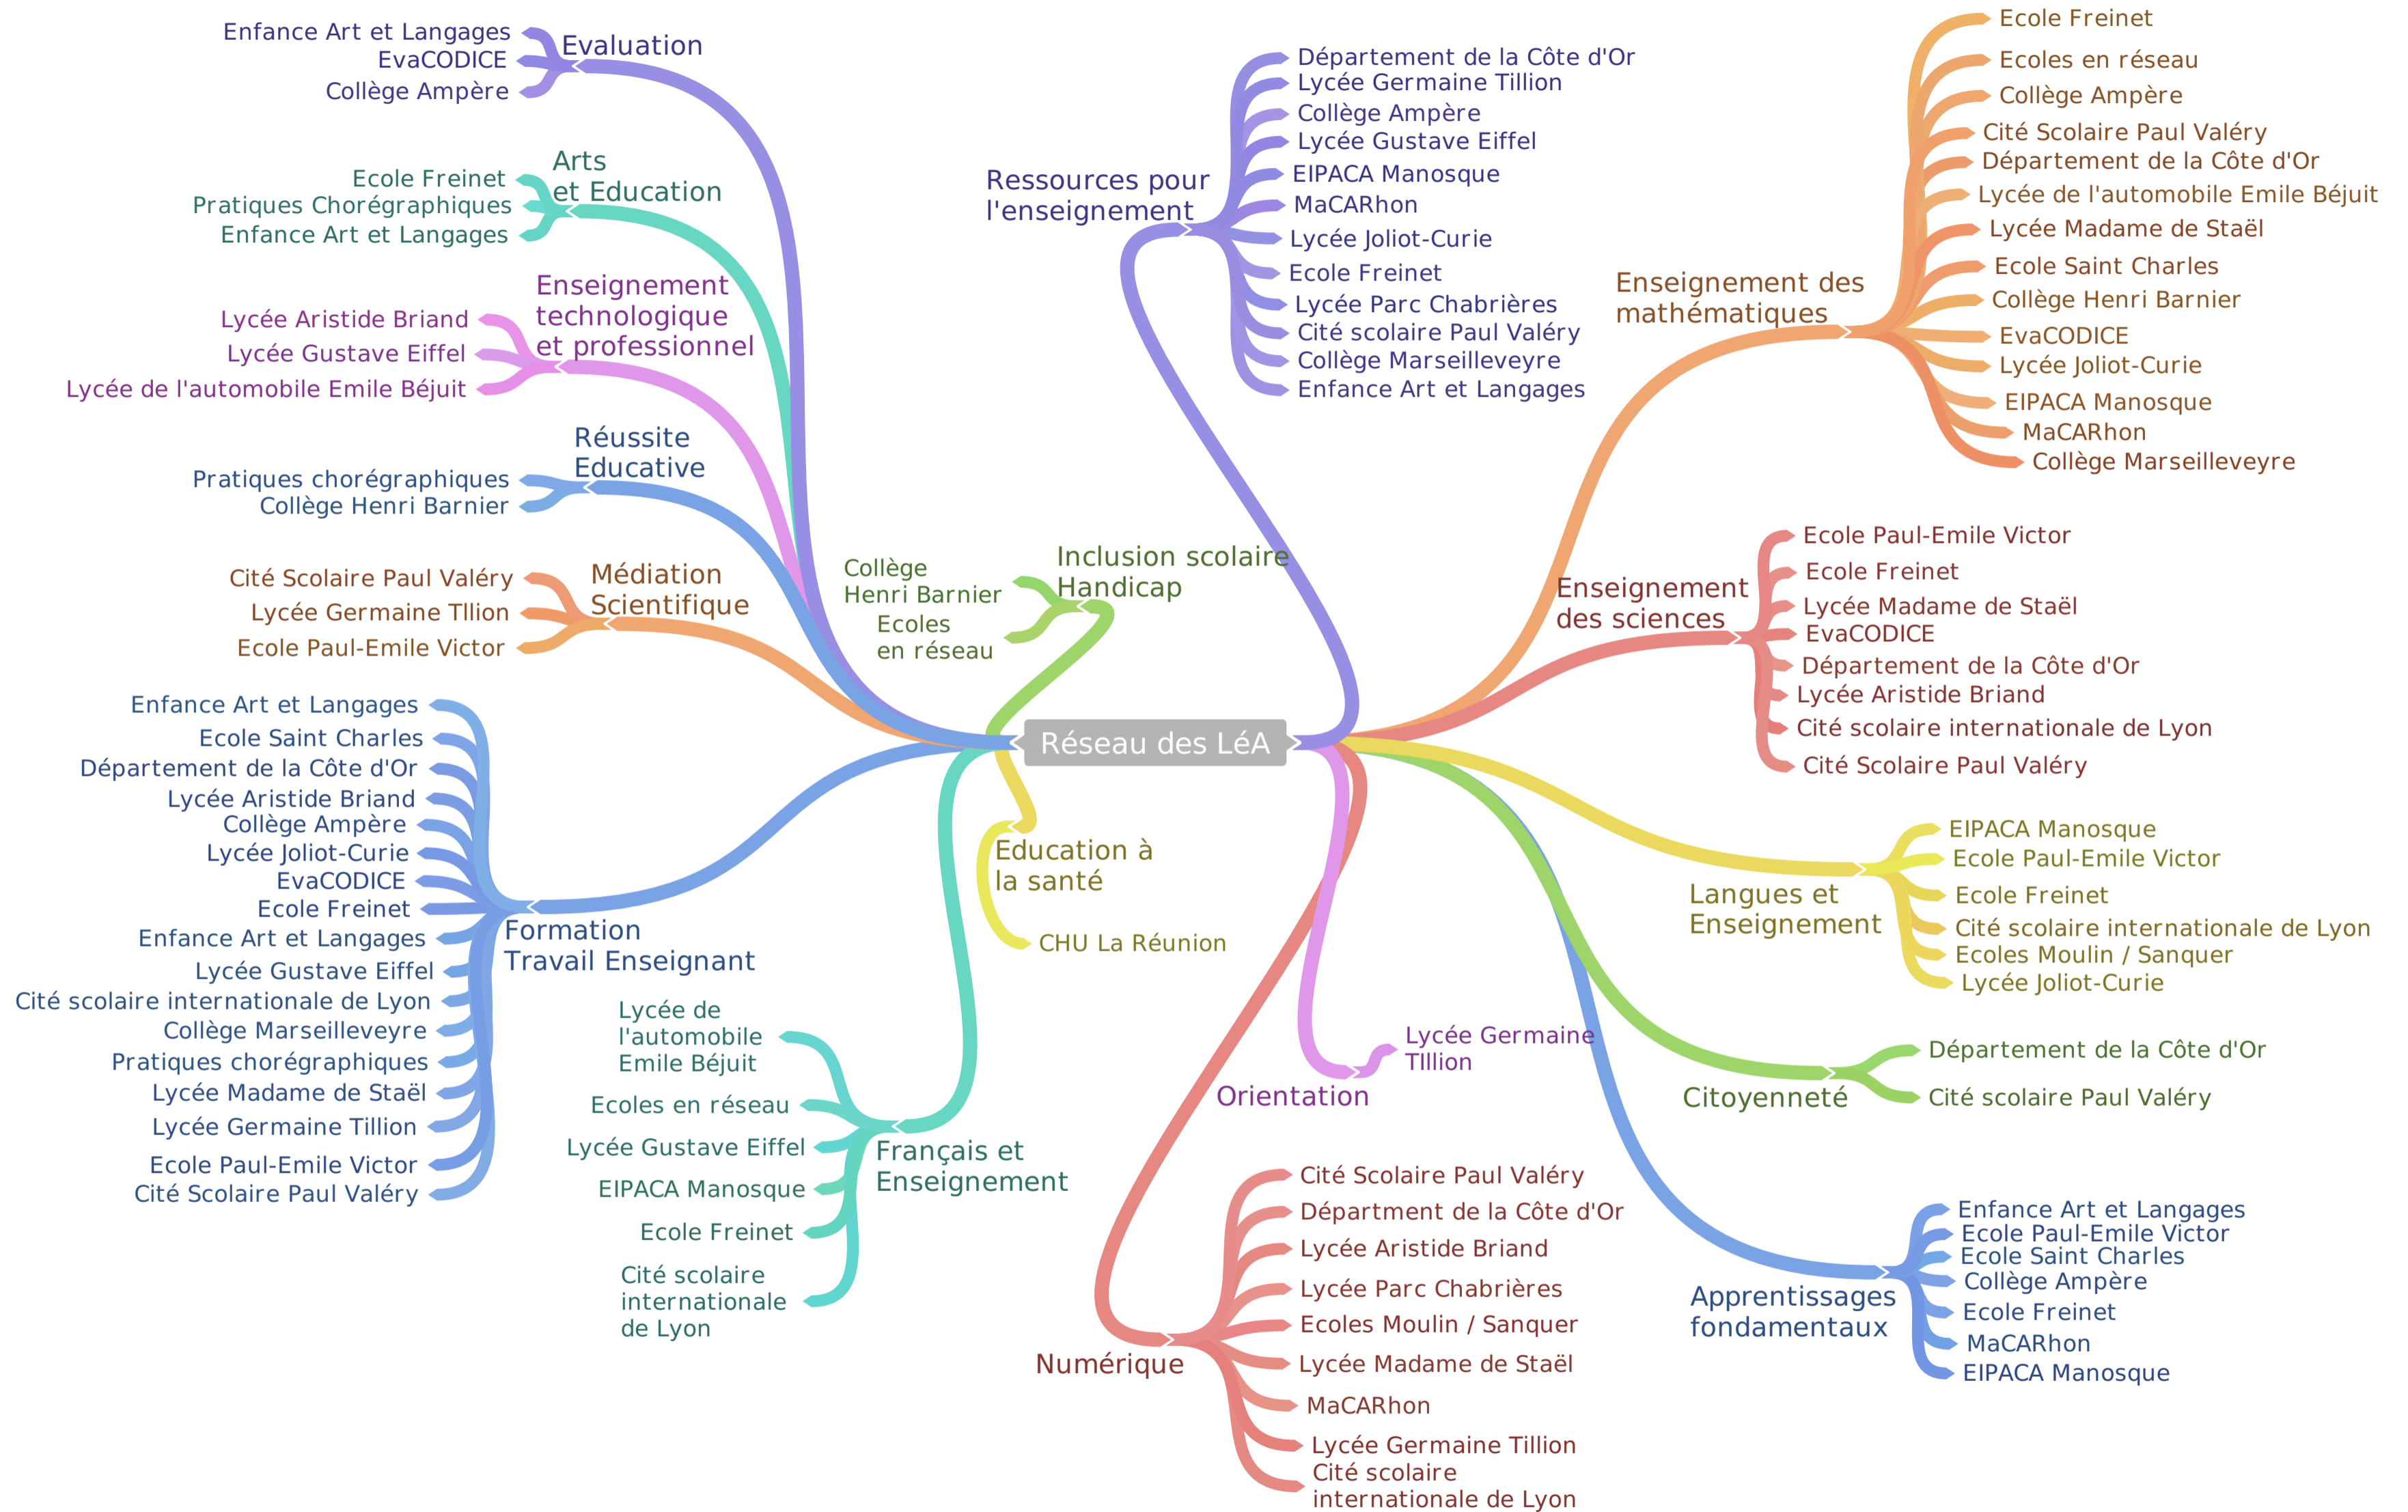 Réseau des LéA
Evaluation
Enfance Art et Langages
EvaCODICE
Collège Ampère
Arts
et Education
Ecole Freinet
Pratiques Chorégraphiques
Enfance Art et Langages
Enseignement
technologique
et professionnel
Lycée Aristide Briand
Lycée Gustave Eiffel
Lycée de l'automobile Emile Béjuit
Réussite
Educative
Pratiques chorégraphiques
Collège Henri Barnier
Médiation
Scientifique
Cité Scolaire Paul Valéry
Lycée Germaine Tllion
Ecole Paul-Emile Victor
Formation
Travail Enseignant
Enfance Art et Langages
Ecole Saint Charles
Département de la Côte d'Or
Lycée Aristide Briand
Collège Ampère
Lycée Joliot-Curie
EvaCODICE
Ecole Freinet
Enfance Art et Langages
Lycée Gustave Eiffel
Cité scolaire internationale de Lyon
Collège Marseilleveyre
Pratiques chorégraphiques
Lycée Madame de Staël
Lycée Germaine Tillion
Ecole Paul-Emile Victor
Cité Scolaire Paul Valéry
Inclusion scolaire
Handicap
Collège
Henri Barnier
Ecoles
en réseau
Education à
la santé
CHU La Réunion
Français et
Enseignement
Lycée de
l'automobile
Emile Béjuit
Ecoles en réseau
Lycée Gustave Eiffel
EIPACA Manosque
Ecole Freinet
Cité scolaire
internationale
de Lyon
Ressources pour
l'enseignement
Département de la Côte d'Or
Lycée Germaine Tillion
Collège Ampère
Lycée Gustave Eiffel
EIPACA Manosque
MaCARhon
Lycée Joliot-Curie
Ecole Freinet
Lycée Parc Chabrières
Cité scolaire Paul Valéry
Collège Marseilleveyre
Enfance Art et Langages
Enseignement des
mathématiques
Ecole Freinet
Ecoles en réseau
Collège Ampère
Cité Scolaire Paul Valéry
Département de la Côte d'Or
Lycée de l'automobile Emile Béjuit
Lycée Madame de Staël
Ecole Saint Charles
Collège Henri Barnier
EvaCODICE
Lycée Joliot-Curie
EIPACA Manosque
MaCARhon
Collège Marseilleveyre
Enseignement
des sciences
Ecole Paul-Emile Victor
Ecole Freinet
Lycée Madame de Staël
EvaCODICE
Département de la Côte d'Or
Lycée Aristide Briand
Cité scolaire internationale de Lyon
Cité Scolaire Paul Valéry
Langues et
Enseignement
EIPACA Manosque
Ecole Paul-Emile Victor
Ecole Freinet
Cité scolaire internationale de Lyon
Ecoles Moulin / Sanquer
Lycée Joliot-Curie
Citoyenneté
Département de la Côte d'Or
Cité scolaire Paul Valéry
Apprentissages
fondamentaux
Enfance Art et Langages
Ecole Paul-Emile Victor
Ecole Saint Charles
Collège Ampère
Ecole Freinet
MaCARhon
EIPACA Manosque
Orientation
Lycée Germaine
TIllion
Numérique
Cité Scolaire Paul Valéry
Départment de la Côte d'Or
Lycée Aristide Briand
Lycée Parc Chabrières
Ecoles Moulin / Sanquer
Lycée Madame de Staël
MaCARhon
Lycée Germaine Tillion
Cité scolaire
internationale de Lyon